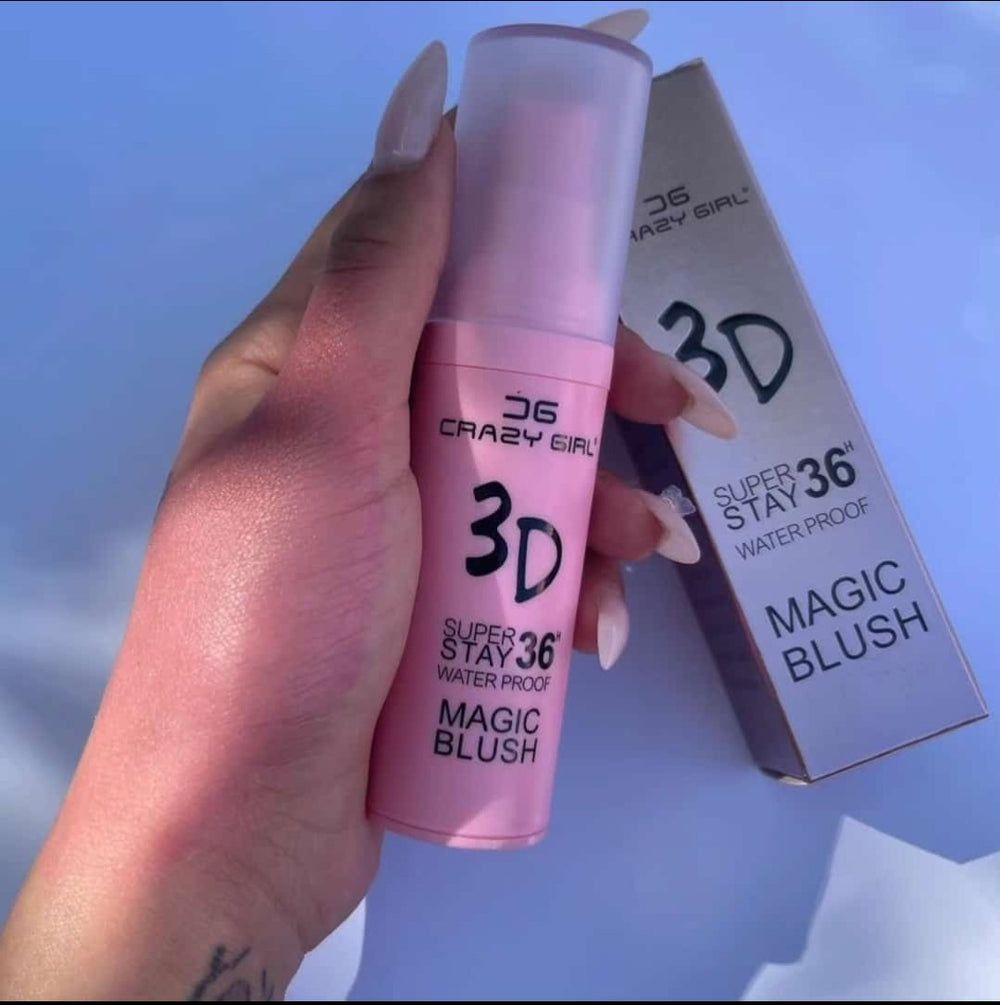 CG
CRAZY GIRL
3D
SUPER
STAY 36H
WATER PROOF
MAGIC
BLUSH
CG
CRAZY GIRL
3D
SUPER
STAY 36H
WATER PROOF
MAGIC
BLUSH